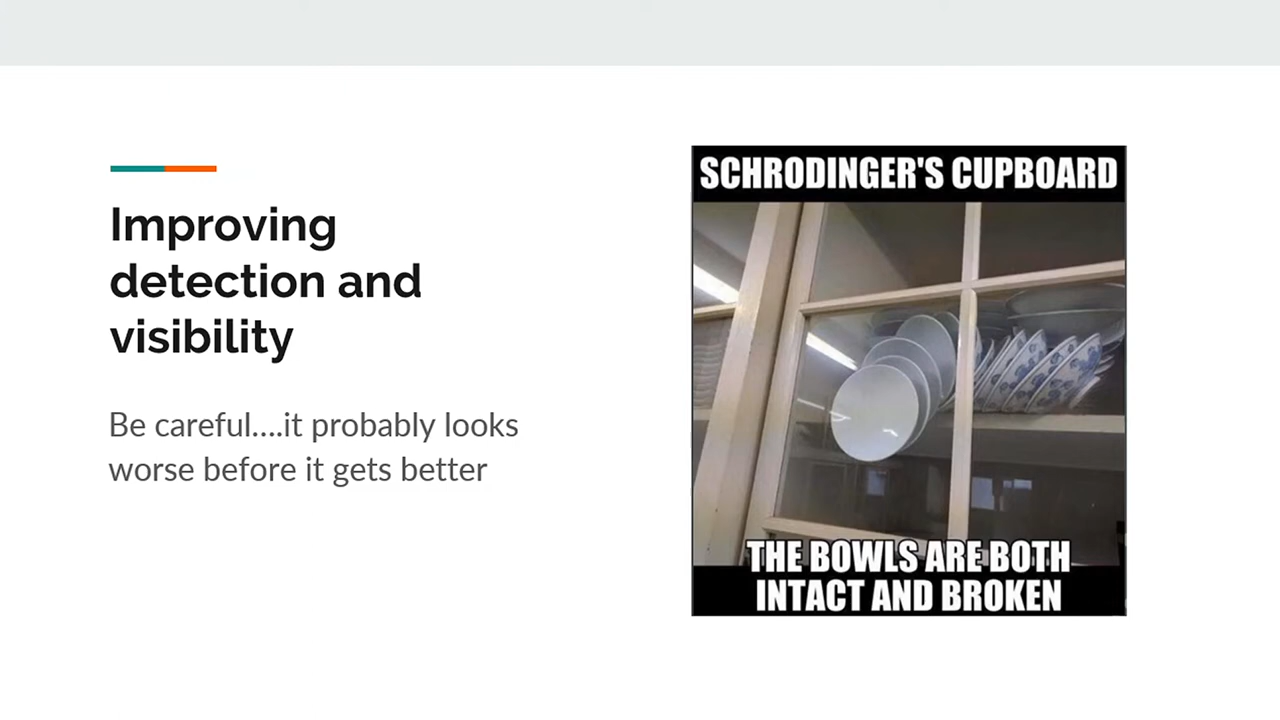 Improving
detection and
visibility
Be careful....it probably looks
worse before it gets better
SCHRODINGER'S CUPBOARD
THE BOWLS ARE BOTH
INTACT AND BROKEN